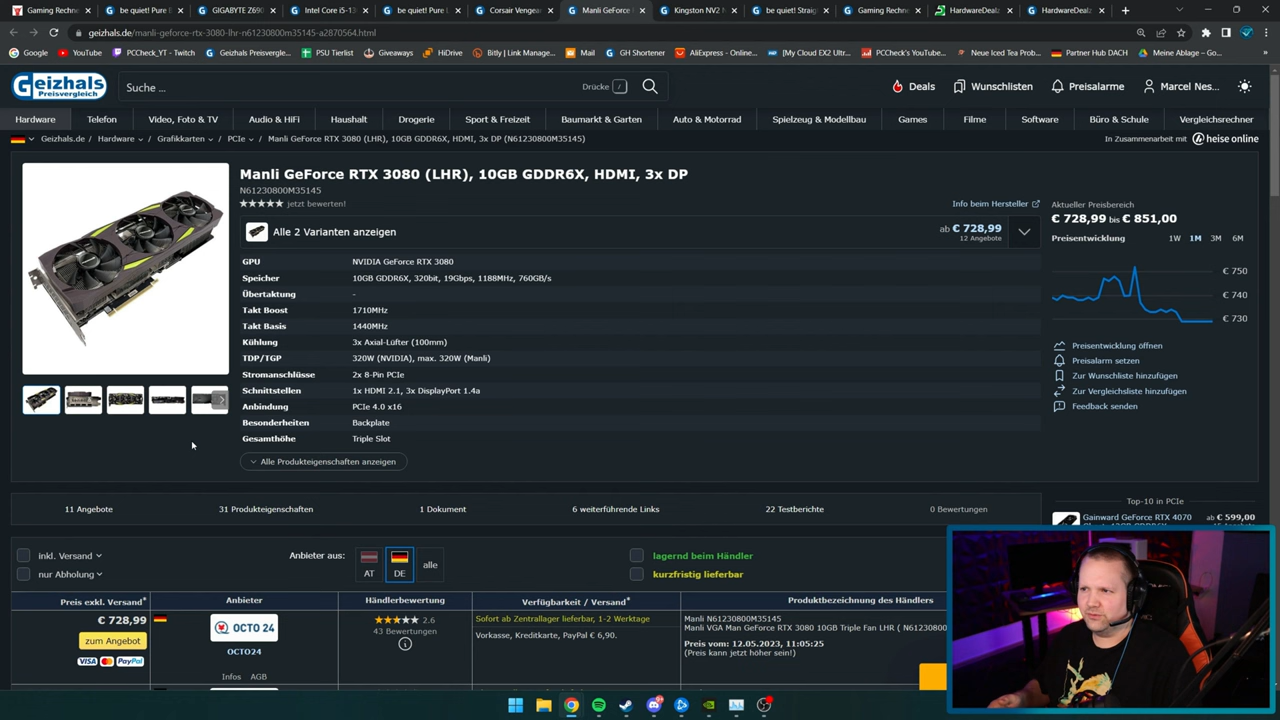 Gaming Rechne
be quiet! Pure B
GIGABYTE Z690
Intel Core i5-13
be quiet! Pure L
Corsair Vengear
Manli GeForce R
Kingston NV2 N
be quiet! Straig
Gaming Rechne
HardwareDealz
HardwareDealz
geizhals.de/manli-geforce-rtx-3080-lhr-n61230800m35145-a2870564.html
Google
YouTube
PCCheck_YT - Twitch
Geizhals Preisvergle...
PSU Tierlist
Giveaways
HiDrive
Bitly | Link Manage...
Mail
GH Shortener
AliExpress - Online...
[My Cloud EX2 Ultr...
PCCheck's YouTube...
Neue Iced Tea Prob...
Partner Hub DACH
Meine Ablage – Go...
Geizhals
Preisvergleich
Suche ...
Drücke /
Deals
Wunschlisten
Preisalarme
Marcel Nes...
Hardware
Telefon
Video, Foto & TV
Audio & HiFi
Haushalt
Drogerie
Sport & Freizeit
Baumarkt & Garten
Auto & Motorrad
Spielzeug & Modellbau
Games
Filme
Software
Büro & Schule
Vergleichsrechner
Geizhals.de / Hardware / Grafikkarten / PCIe / Manli GeForce RTX 3080 (LHR), 10GB GDDR6X, HDMI, 3x DP (N61230800M35145)
In Zusammenarbeit mit heise online
Manli GeForce RTX 3080 (LHR), 10GB GDDR6X, HDMI, 3x DP
N61230800M35145
jetzt bewerten!
Info beim Hersteller
Alle 2 Varianten anzeigen
ab € 728,99
12 Angebote
GPU NVIDIA GeForce RTX 3080
Speicher 10GB GDDR6X, 320bit, 19Gbps, 1188MHz, 760GB/s
Übertaktung -
Takt Boost 1710MHz
Takt Basis 1440MHz
Kühlung 3x Axial-Lüfter (100mm)
TDP/TGP 320W (NVIDIA), max. 320W (Manli)
Stromanschlüsse 2x 8-Pin PCIe
Schnittstellen 1x HDMI 2.1, 3x DisplayPort 1.4a
Anbindung PCIe 4.0 x16
Besonderheiten Backplate
Gesamthöhe Triple Slot
Alle Produkteigenschaften anzeigen
Aktueller Preisbereich
€ 728,99 bis € 851,00
Preisentwicklung 1W 1M 3M 6M
€ 750
€ 740
€ 730
Preisentwicklung öffnen
Preisalarm setzen
Zur Wunschliste hinzufügen
Zur Vergleichsliste hinzufügen
Feedback senden
11 Angebote
31 Produkteigenschaften
1 Dokument
6 weiterführende Links
22 Testberichte
0 Bewertungen
Top-10 in PCIe
Gainward GeForce RTX 4070
ab € 599,00
inkl. Versand
nur Abholung
Anbieter aus:
AT
DE
alle
lagernd beim Händler
kurzfristig lieferbar
Preis exkl. Versand*
Anbieter
Händlerbewertung
Verfügbarkeit / Versand*
Produktbezeichnung des Händlers
€ 728,99
zum Angebot
VISA
PayPal
OCTO 24
OCTO24
Infos AGB
2.6
43 Bewertungen
Sofort ab Zentrallager lieferbar, 1-2 Werktage
Vorkasse, Kreditkarte, PayPal € 6,90.
Manli N61230800M35145
Manli VGA Man GeForce RTX 3080 10GB Triple Fan LHR ( N6123080
Preis vom: 12.05.2023, 11:05:25
(Preis kann jetzt höher sein!)